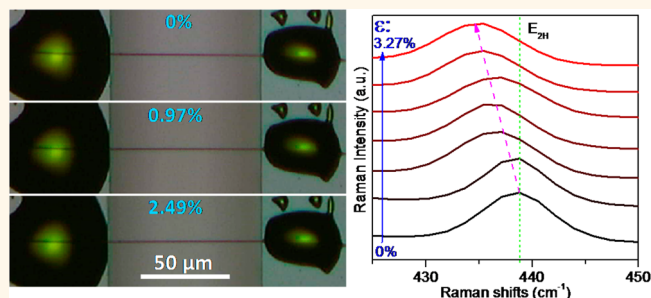 0%
0.97%
2.49%
50 μm
Raman Intensity (a.u.)
ε:
3.27%
0%
E2H
430 440 450
Raman shifts (cm-1)